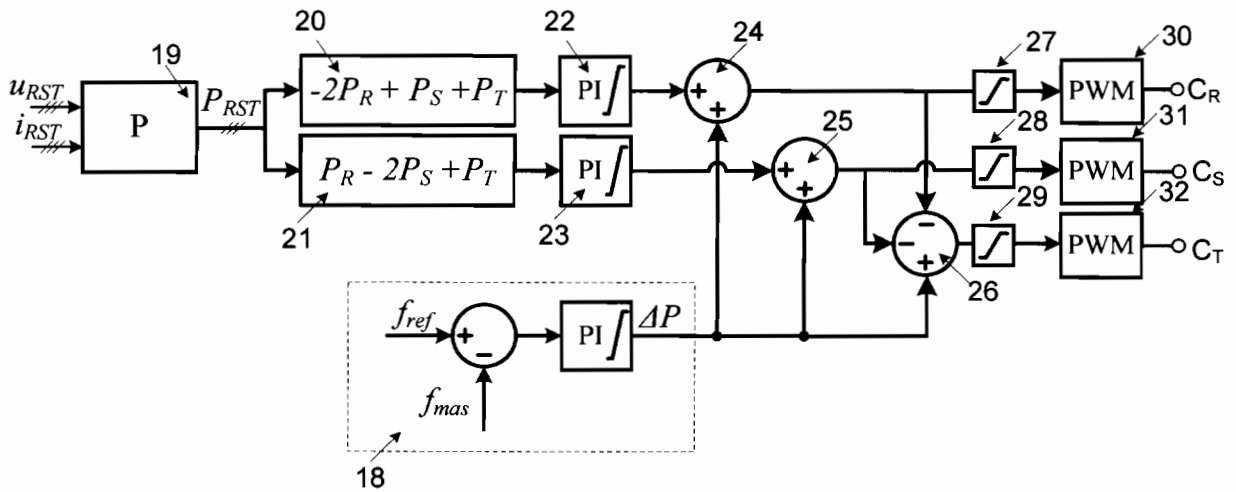 20
22
24
27
30
19
u_RST
i_RST
P
P_RST
-2P_R + P_S + P_T
PI
+
+
PWM
C_R
28
31
25
P_R - 2P_S + P_T
PI
+
+
PWM
C_S
21
23
29
32
-
-
+
PWM
C_T
26
f_ref
+
-
PI
ΔP
f_mas
18